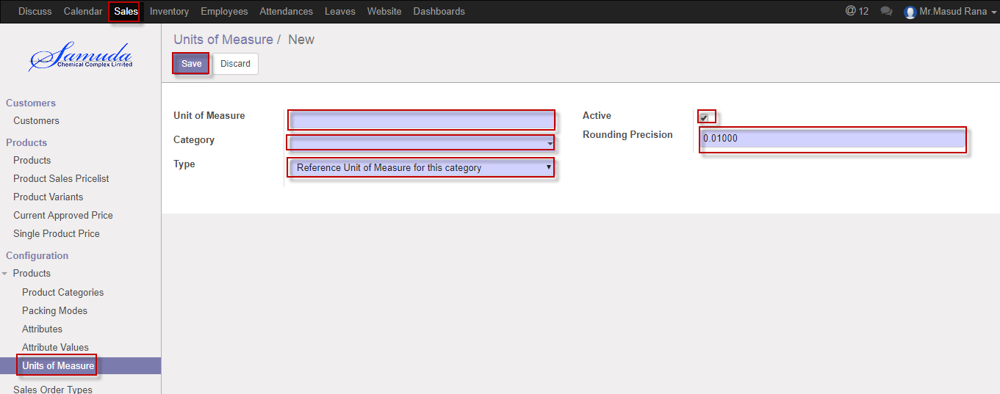 Discuss Calendar Sales Inventory Employees Attendances Leaves Website Dashboards @ 12 Mr.Masud Rana
Samuda
Chemical Complex Limited
Customers
Customers
Products
Products
Product Sales Pricelist
Product Variants
Current Approved Price
Single Product Price
Configuration
Products
Product Categories
Packing Modes
Attributes
Attribute Values
Units of Measure
Sales Order Types
Units of Measure / New
Save Discard
Unit of Measure
Category
Type Reference Unit of Measure for this category
Active
Rounding Precision 0.01000